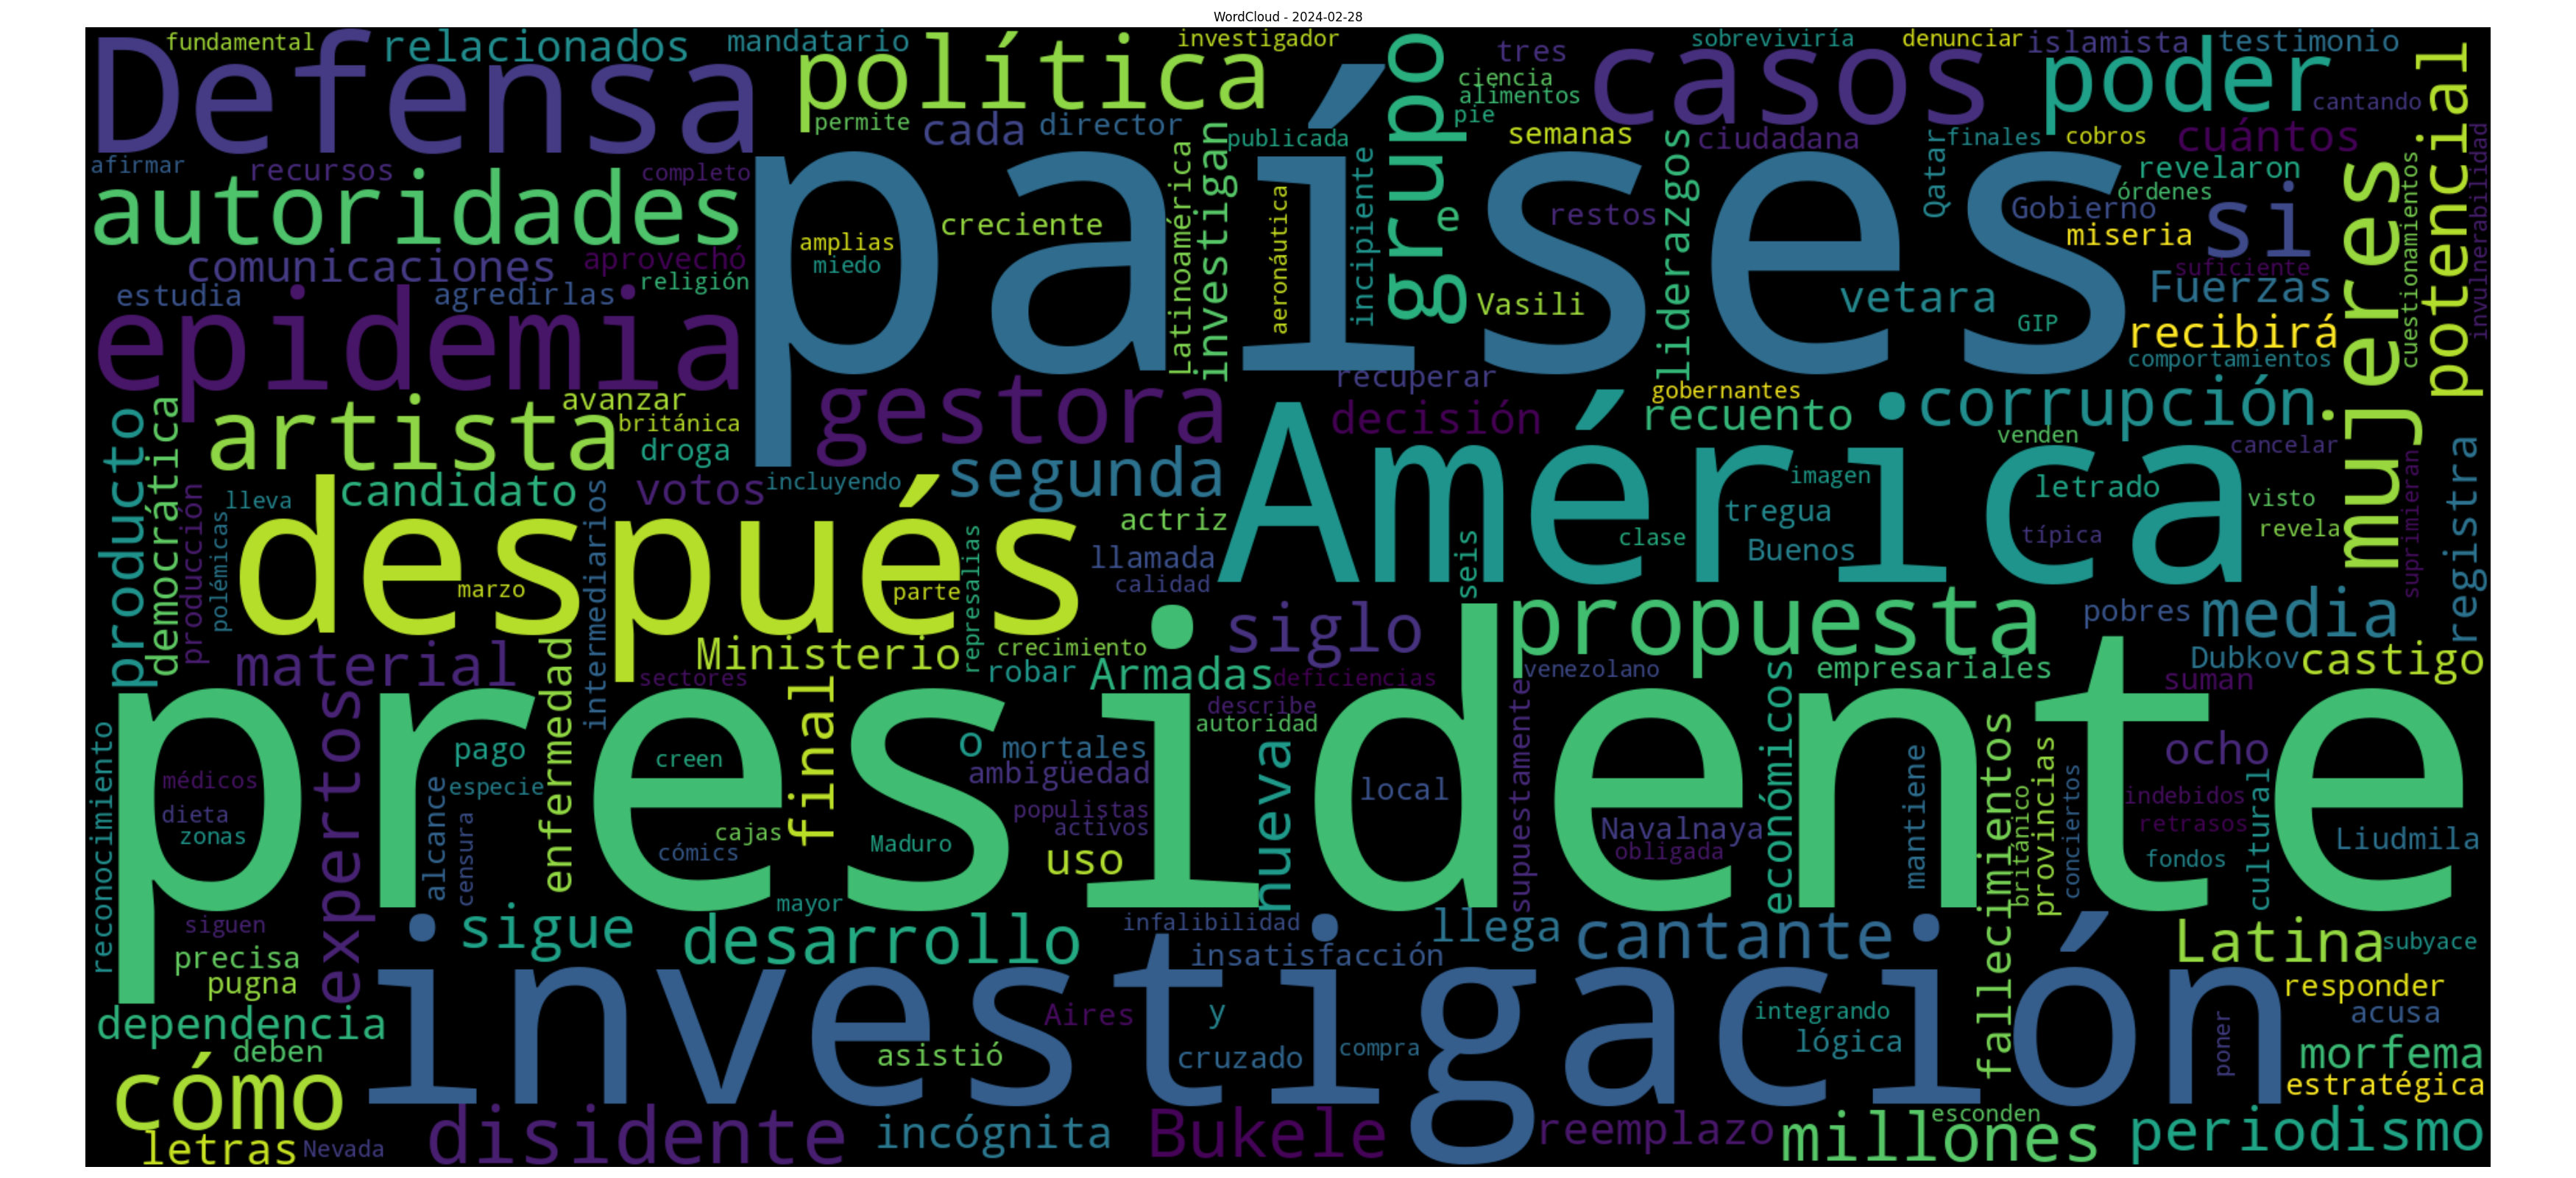 WordCloud - 2024-02-28
fundamental
relacionados
mandatario
investigador
sobreviviría
denunciar
islamista
testimonio
Defensa
política
grupo
tres
ciencia
alimentos
pie
casos
poder
cantando
potencial
permite
cada
director
publicada
semanas
ciudadana
Qatar
finales
cobros
cuántos
invulnerabilidad
afirmar
recursos
completo
Latinoamérica
investigan
aeronáutica
incipiente
liderazgos
revelaron
órdenes
mujeres
cuestionamientos
autoridades
países
creciente
e
restos
Gobierno
si
amplias
miedo
miseria
comunicaciones
aprovechó
religión
suficiente
estudia
agredirlas
Vasili
vetara
Fuerzas
GIP
recibirá
epidemia
comportamientos
recuperar
gobernantes
avanzar
gestora
decisión
recuento
corrupción
producto
democrática
artista
británica
droga
venden
cancelar
registra
candidato
votos
incluyendo
segunda
América
imagen
letrado
visto
suprimieran
producción
polémicas
lleva
intermediarios
después
actriz
tregua
clase
Buenos
típica
revela
marzo
parte
represalias
llamada
calidad
seis
siglo
propuesta
pobres
media
material
enfermedad
Ministerio
crecimiento
robar
Armadas
deficiencias
venezolano
empresariales
Dubkov
castigo
sectores
suman
reconocimiento
expertos
presidente
final
describe
autoridad
nueva
supuestamente
económicos
fallecimientos
provincias
ocho
pago
creen
o
mortales
ambigüedad
local
mantiene
británico
conciertos
cultural
médicos
alcance
especie
indebidos
dieta
zonas
censura
cajas
cómics
Maduro
populistas
activos
uso
Navalnaya
obligada
retrasos
fondos
Liudmila
mayor
siguen
sigue
desarrollo
infalibilidad
insatisfacción
llega
cantante
Latina
subyace
precisa
pugna
investigación
responder
dependencia
Aires
y
integrando
lógica
acusa
poner
deben
asistió
cruzado
compra
morfema
estratégica
cómo
letras
Nevada
disidente
incógnita
Bukele
reemplazo
millones
esconden
periodismo